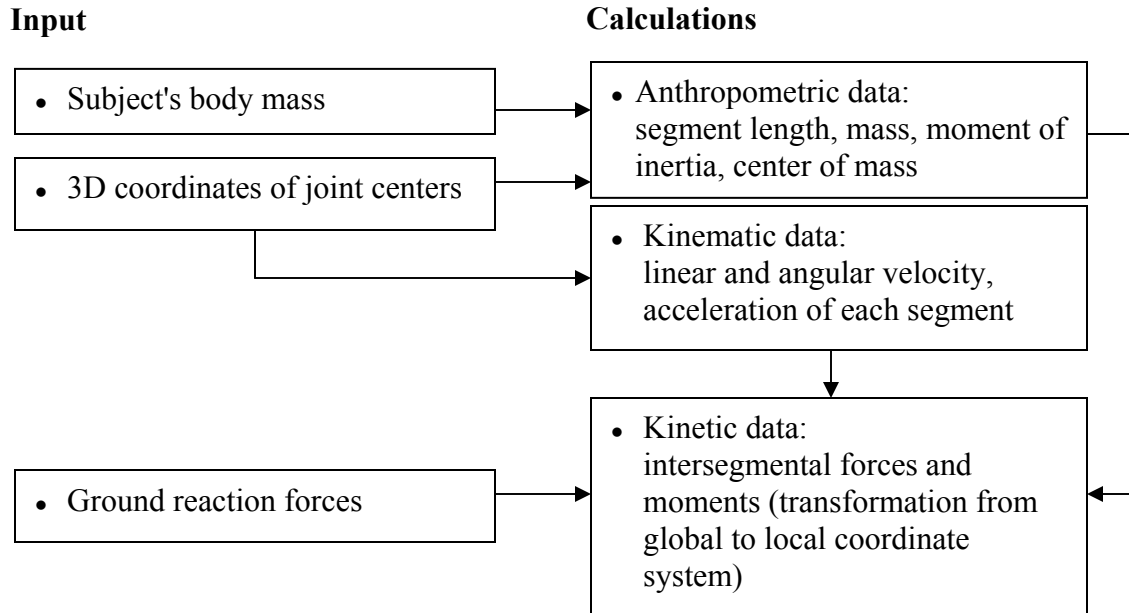 Input
Calculations
• Subject's body mass
• 3D coordinates of joint centers
• Anthropometric data:
segment length, mass, moment of
inertia, center of mass
• Kinematic data:
linear and angular velocity,
acceleration of each segment
• Ground reaction forces
• Kinetic data:
intersegmental forces and
moments (transformation from
global to local coordinate
system)